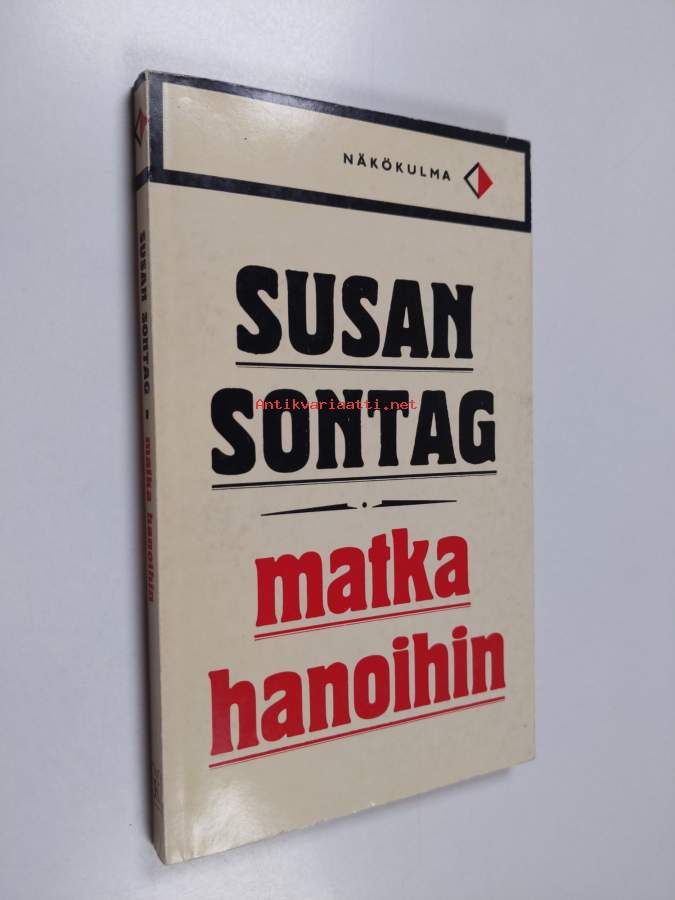 NÄKÖKULMA
SUSAN
SONTAG
matka
hanoihin
SUSAN SONTAG ▪ matka hanoihin
Antikvariaatti.net